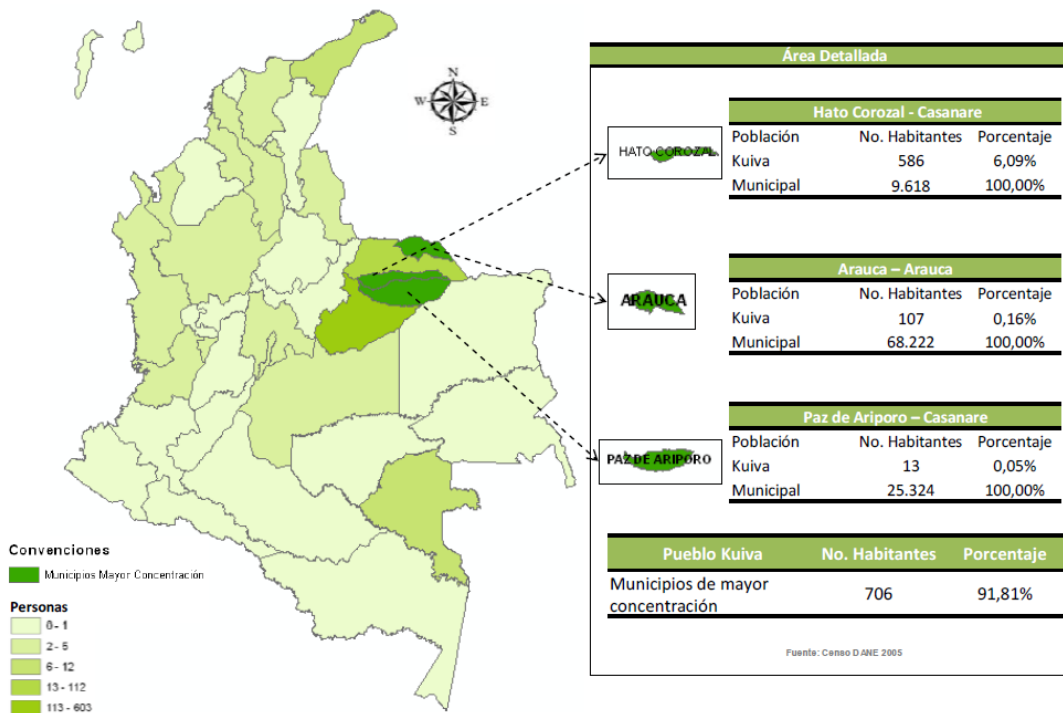 N
W E
S
Área Detallada
HATO COROZAL
Hato Corozal - Casanare
Población No. Habitantes Porcentaje
Kuiva 586 6,09%
Municipal 9.618 100,00%
ARAUCA
Arauca – Arauca
Población No. Habitantes Porcentaje
Kuiva 107 0,16%
Municipal 68.222 100,00%
PAZ DE ARIPORO
Paz de Ariporo – Casanare
Población No. Habitantes Porcentaje
Kuiva 13 0,05%
Municipal 25.324 100,00%
Pueblo Kuiva No. Habitantes Porcentaje
Municipios de mayor
concentración 706 91,81%
Fuente: Censo DANE 2005
Convenciones
Municipios Mayor Concentración
Personas
0 - 1
2 - 5
6 - 12
13 - 112
113 - 603